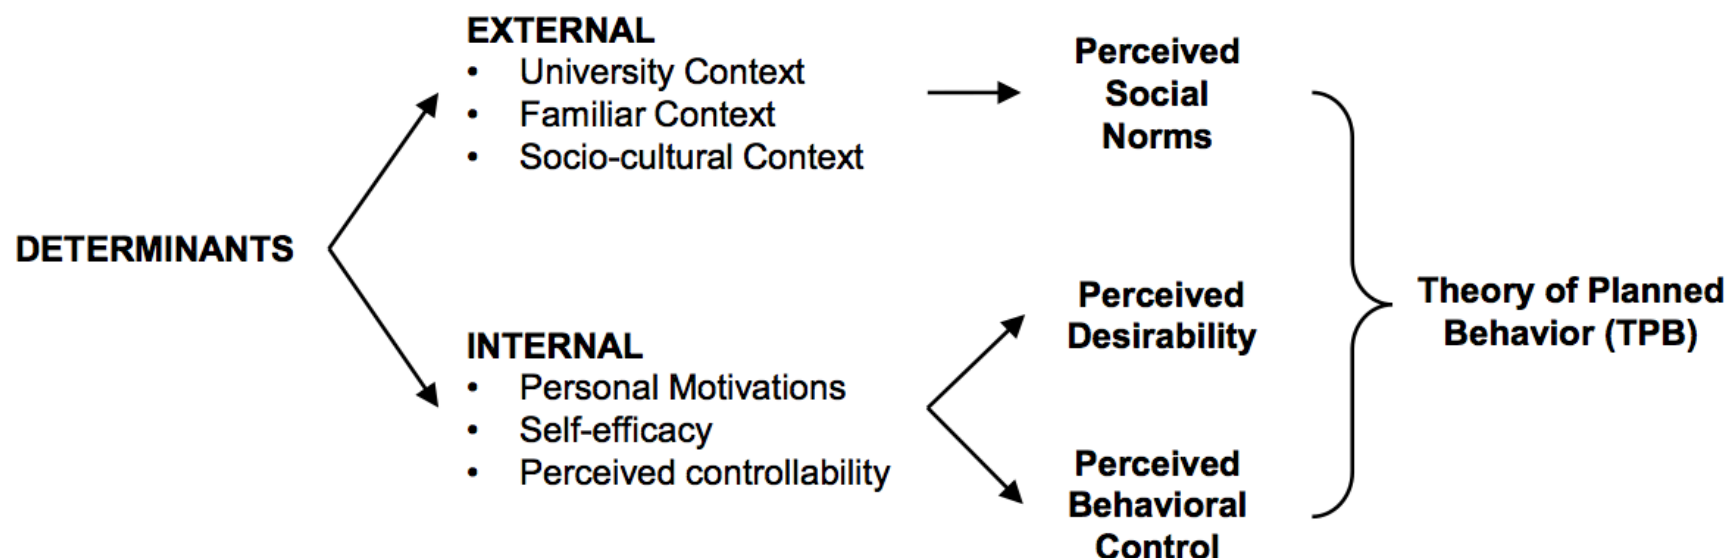 DETERMINANTS
EXTERNAL
• University Context
• Familiar Context
• Socio-cultural Context
INTERNAL
• Personal Motivations
• Self-efficacy
• Perceived controllability
Perceived
Social
Norms
Perceived
Desirability
Perceived
Behavioral
Control
Theory of Planned
Behavior (TPB)